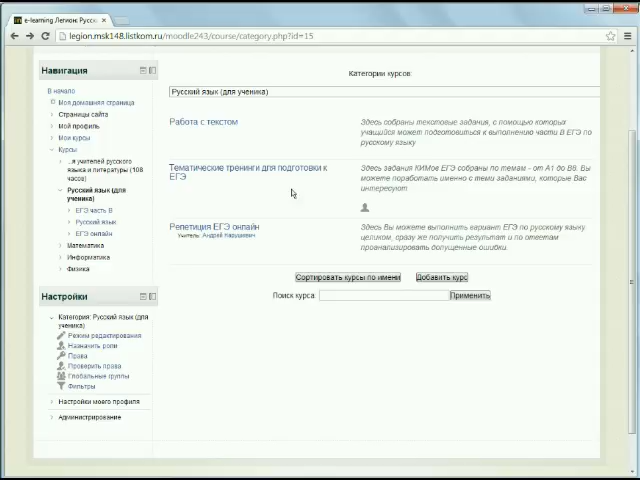 e-learning Легион: Русск
legion.msk148.listkom.ru/moodle243/course/category.php?id=15
Навигация
В начало
Моя домашняя страница
Страницы сайта
Мой профиль
Мои курсы
Курсы
...я учителей русского
языка и литературы (108
часов)
Русский язык (для
ученика)
ЕГЭ часть В
Русский язык
ЕГЭ онлайн
Математика
Информатика
Физика
Настройки
Категория: Русский язык (для
ученика)
Режим редактирования
Назначить роли
Права
Проверить права
Глобальные группы
Фильтры
Настройки моего профиля
Администрирование
Категории курсов:
Русский язык (для ученика)
Работа с текстом
Здесь собраны текстовые задания, с помощью которых
учащийся может подготовиться к выполнению части В ЕГЭ по
русскому языку
Тематические тренинги для подготовки к
ЕГЭ
Здесь задания КИМов ЕГЭ собраны по темам - от А1 до В8. Вы
можете поработать именно с теми заданиями, которые Вас
интересуют
Репетиция ЕГЭ онлайн
Учитель: Андрей Нарушевич
Здесь Вы можете выполнить вариант ЕГЭ по русскому языку
целиком, сразу же получить результат и по ответам
проанализировать допущенные ошибки.
Сортировать курсы по имени
Добавить курс
Поиск курса:
Применить